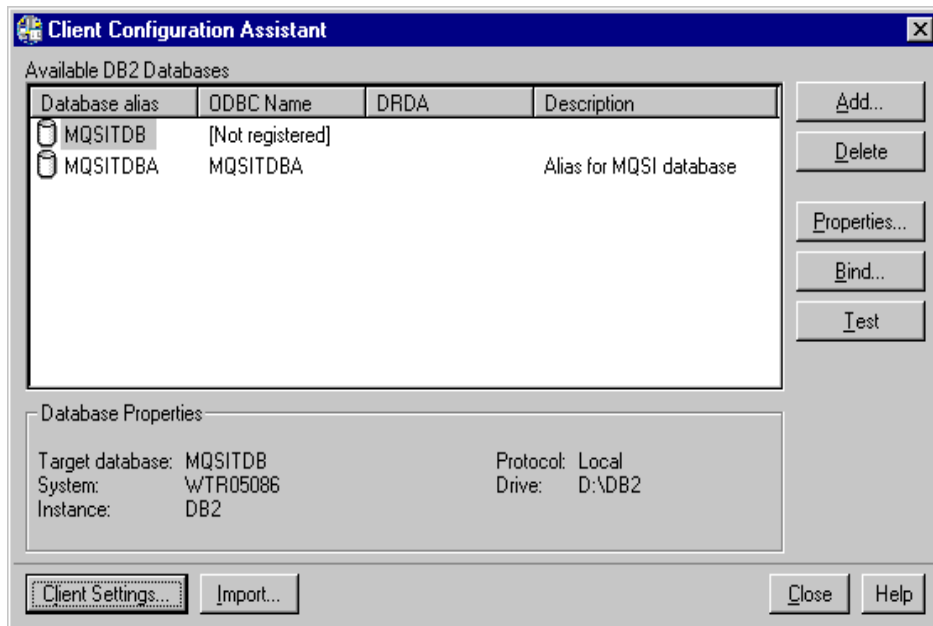 Client Configuration Assistant
Available DB2 Databases
Database alias ODBC Name DRDA Description
MQSITDB [Not registered]
MQSITDBA MQSITDBA Alias for MQSI database
Add...
Delete
Properties...
Bind...
Test
Database Properties
Target database: MQSITDB Protocol: Local
System: WTR05086 Drive: D:\DB2
Instance: DB2
Client Settings... Import... Close Help